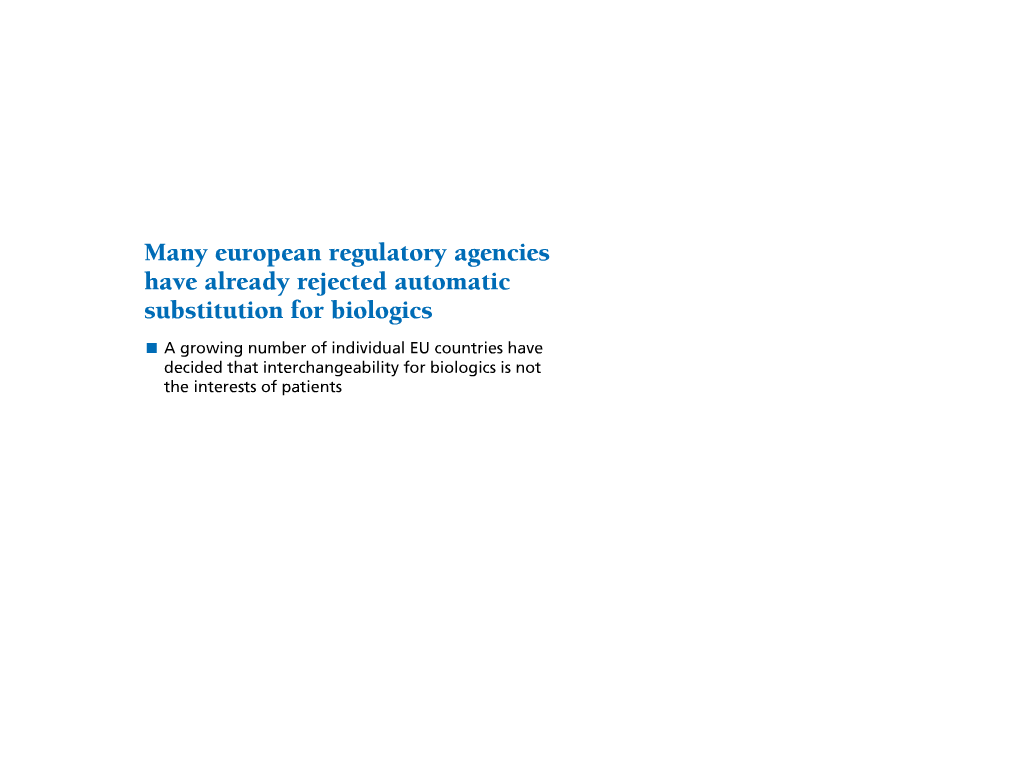 Many european regulatory agencies
have already rejected automatic
substitution for biologics
■ A growing number of individual EU countries have
decided that interchangeability for biologics is not
the interests of patients